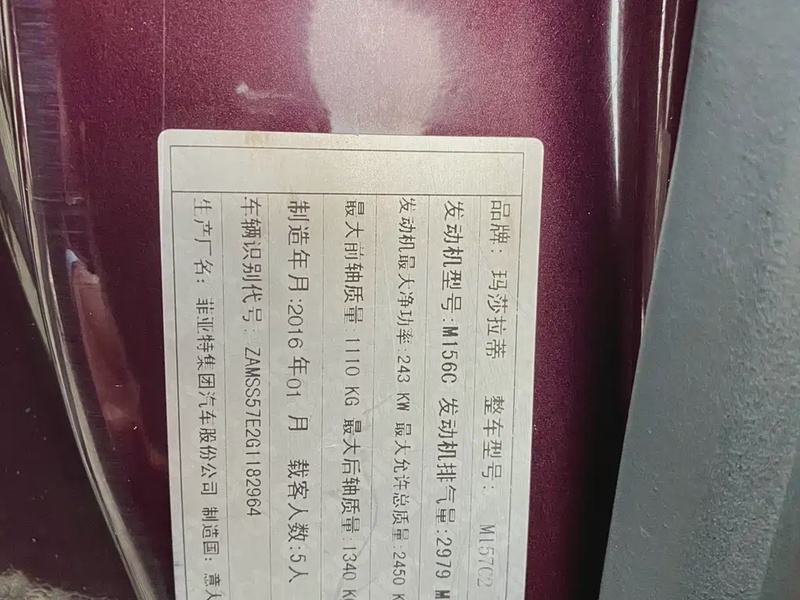 品牌: 玛莎拉蒂 整车型号: M157C2
发动机型号:M156C 发动机排气量:2979 M
发动机最大净功率:243 KW 最大允许总质量:2450 K
最大前轴质量 1110 KG 最大后轴质量:1340 K
制造年月:2016 年01 月 载客人数:5人
车辆识别代号: ZAMSS57E2G1182964
生产厂名: 菲亚特集团汽车股份公司 制造国: 意大